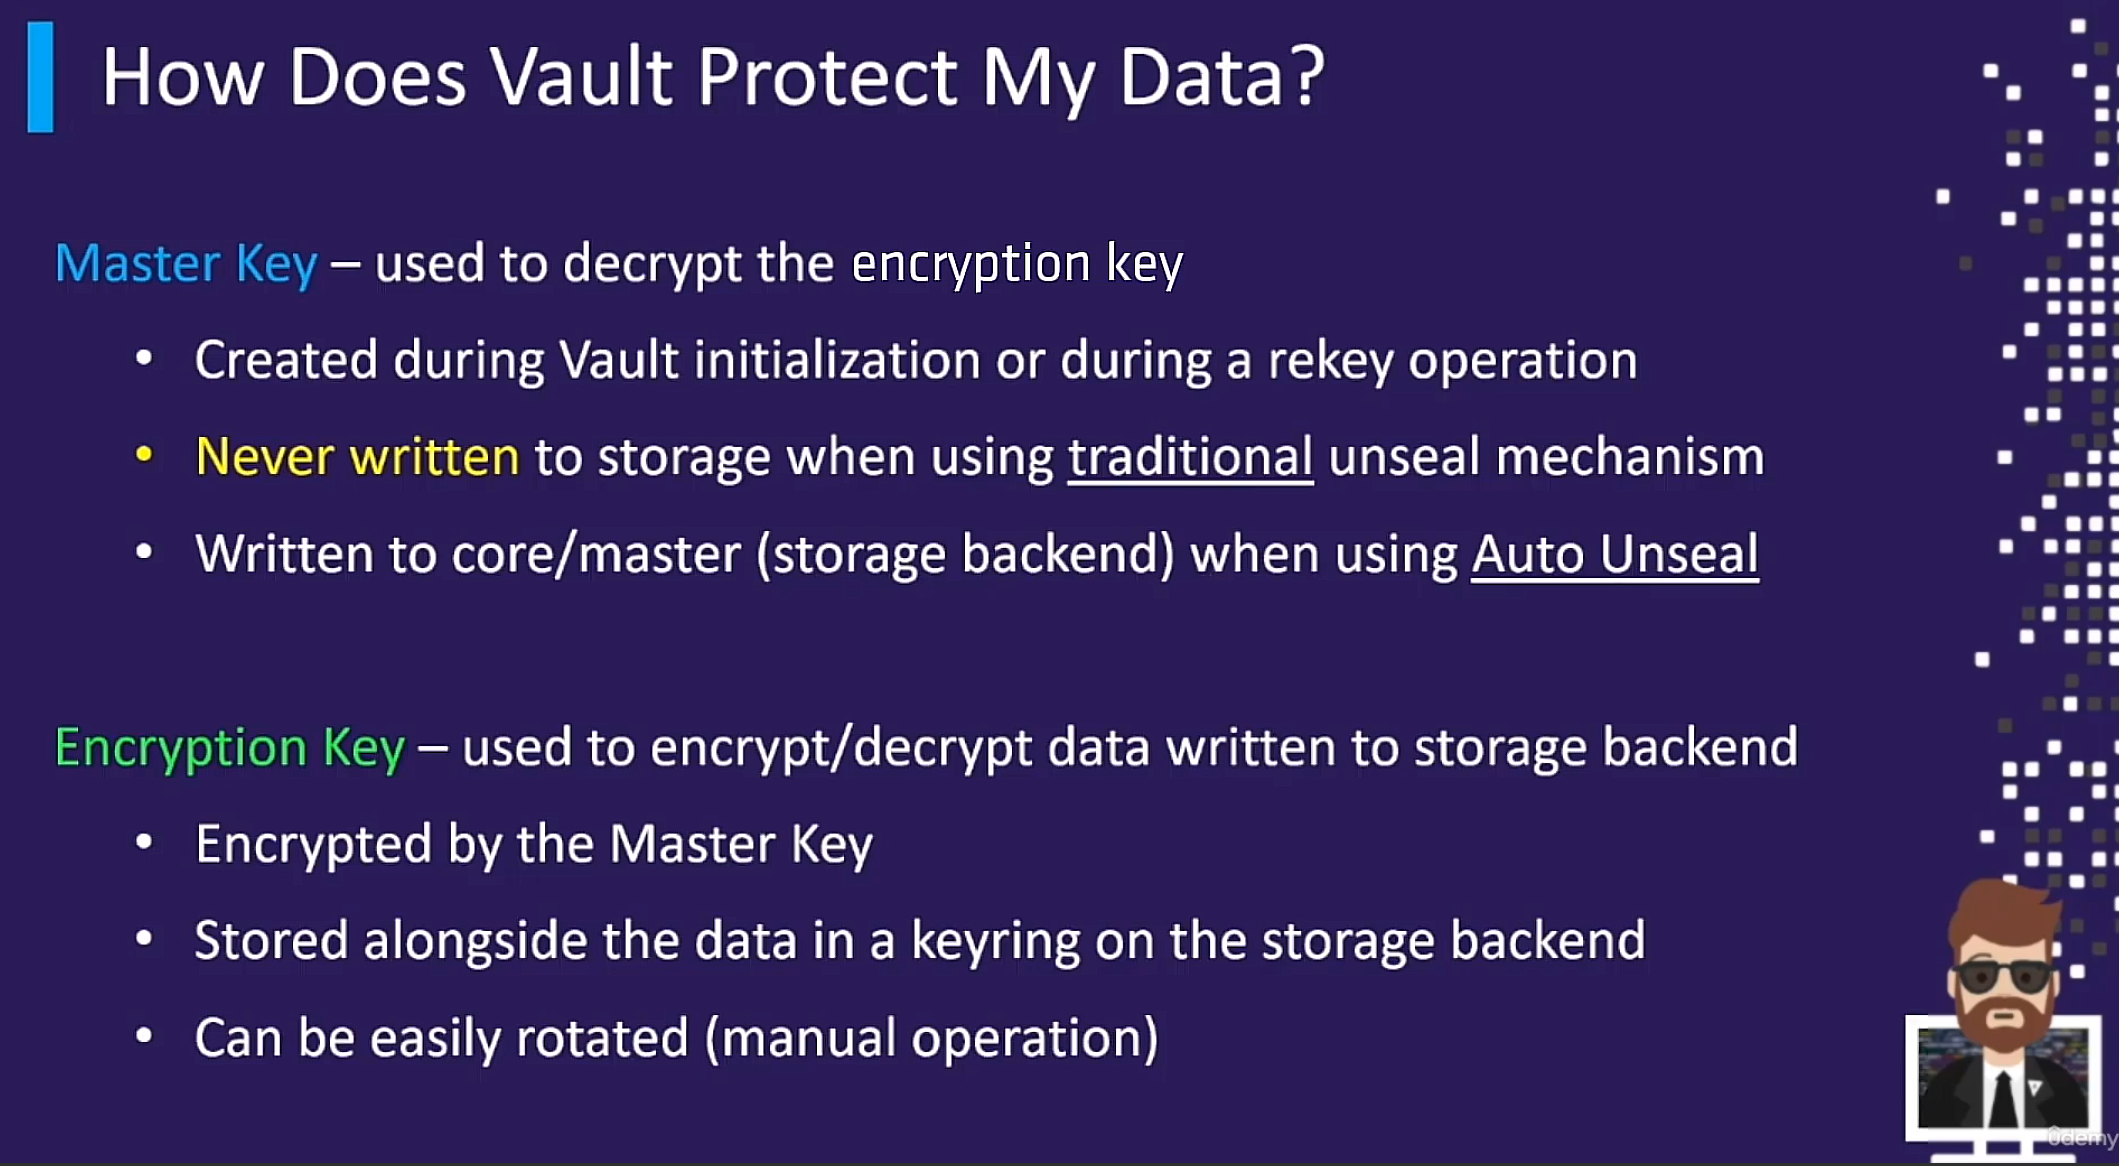 How Does Vault Protect My Data?
Master Key – used to decrypt the encryption key
• Created during Vault initialization or during a rekey operation
• Never written to storage when using traditional unseal mechanism
• Written to core/master (storage backend) when using Auto Unseal
Encryption Key – used to encrypt/decrypt data written to storage backend
• Encrypted by the Master Key
• Stored alongside the data in a keyring on the storage backend
• Can be easily rotated (manual operation)
ûdemy